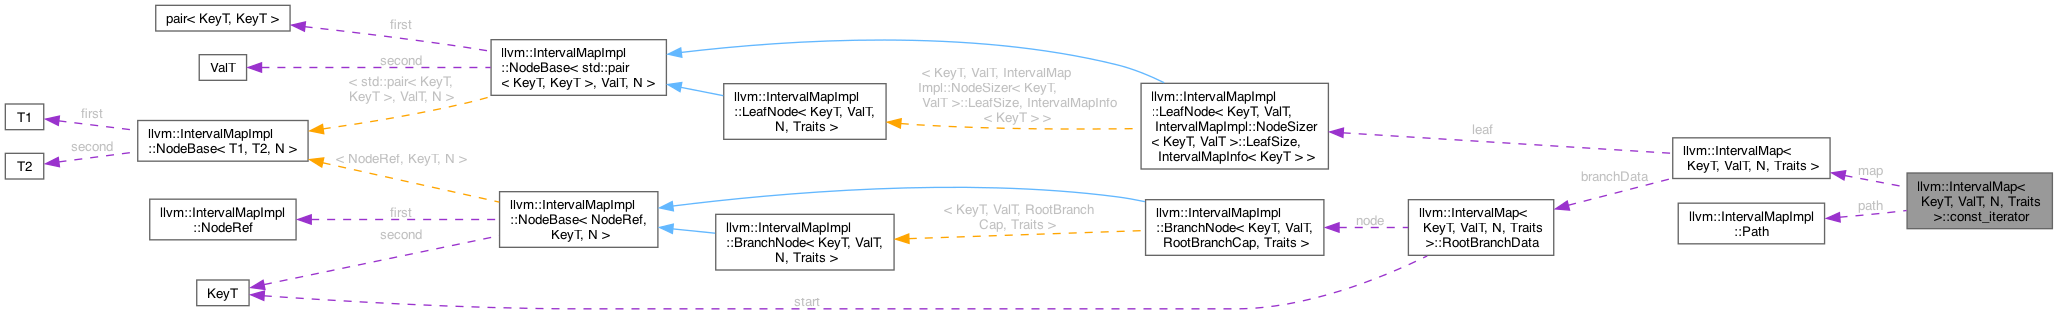 pair< KeyT, KeyT >
first
ValT
second
llvm::IntervalMapImpl
::NodeBase< std::pair
< KeyT, KeyT >, ValT, N >
< std::pair< KeyT,
KeyT >, ValT, N >
T1
first
T2
second
llvm::IntervalMapImpl
::NodeBase< T1, T2, N >
< NodeRef, KeyT, N >
llvm::IntervalMapImpl
::LeafNode< KeyT, ValT,
N, Traits >
< KeyT, ValT, IntervalMap
Impl::NodeSizer< KeyT,
ValT >::LeafSize, IntervalMapInfo
< KeyT > >
llvm::IntervalMapImpl
::LeafNode< KeyT, ValT,
IntervalMapImpl::NodeSizer
< KeyT, ValT >::LeafSize,
IntervalMapInfo< KeyT > >
leaf
llvm::IntervalMap<
KeyT, ValT, N, Traits >
map
branchData
llvm::IntervalMap<
KeyT, ValT, N, Traits
>::const_iterator
path
llvm::IntervalMapImpl
::Path
llvm::IntervalMapImpl
::NodeRef
first
second
llvm::IntervalMapImpl
::NodeBase< NodeRef,
KeyT, N >
llvm::IntervalMapImpl
::BranchNode< KeyT, ValT,
N, Traits >
< KeyT, ValT, RootBranch
Cap, Traits >
llvm::IntervalMapImpl
::BranchNode< KeyT, ValT,
RootBranchCap, Traits >
node
llvm::IntervalMap<
KeyT, ValT, N, Traits
>::RootBranchData
KeyT
start